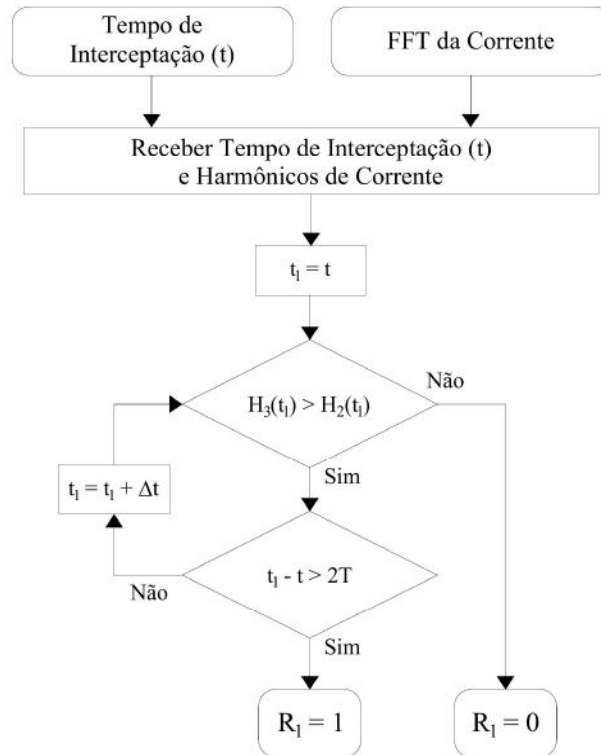 Tempo de
Interceptação (t)
FFT da Corrente
Receber Tempo de Interceptação (t)
e Harmônicos de Corrente
t₁ = t
H₃(t₁) > H₂(t₁)
Não
Sim
t₁ = t₁ + Δt
t₁ - t > 2T
Não
Sim
R₁ = 1
R₁ = 0